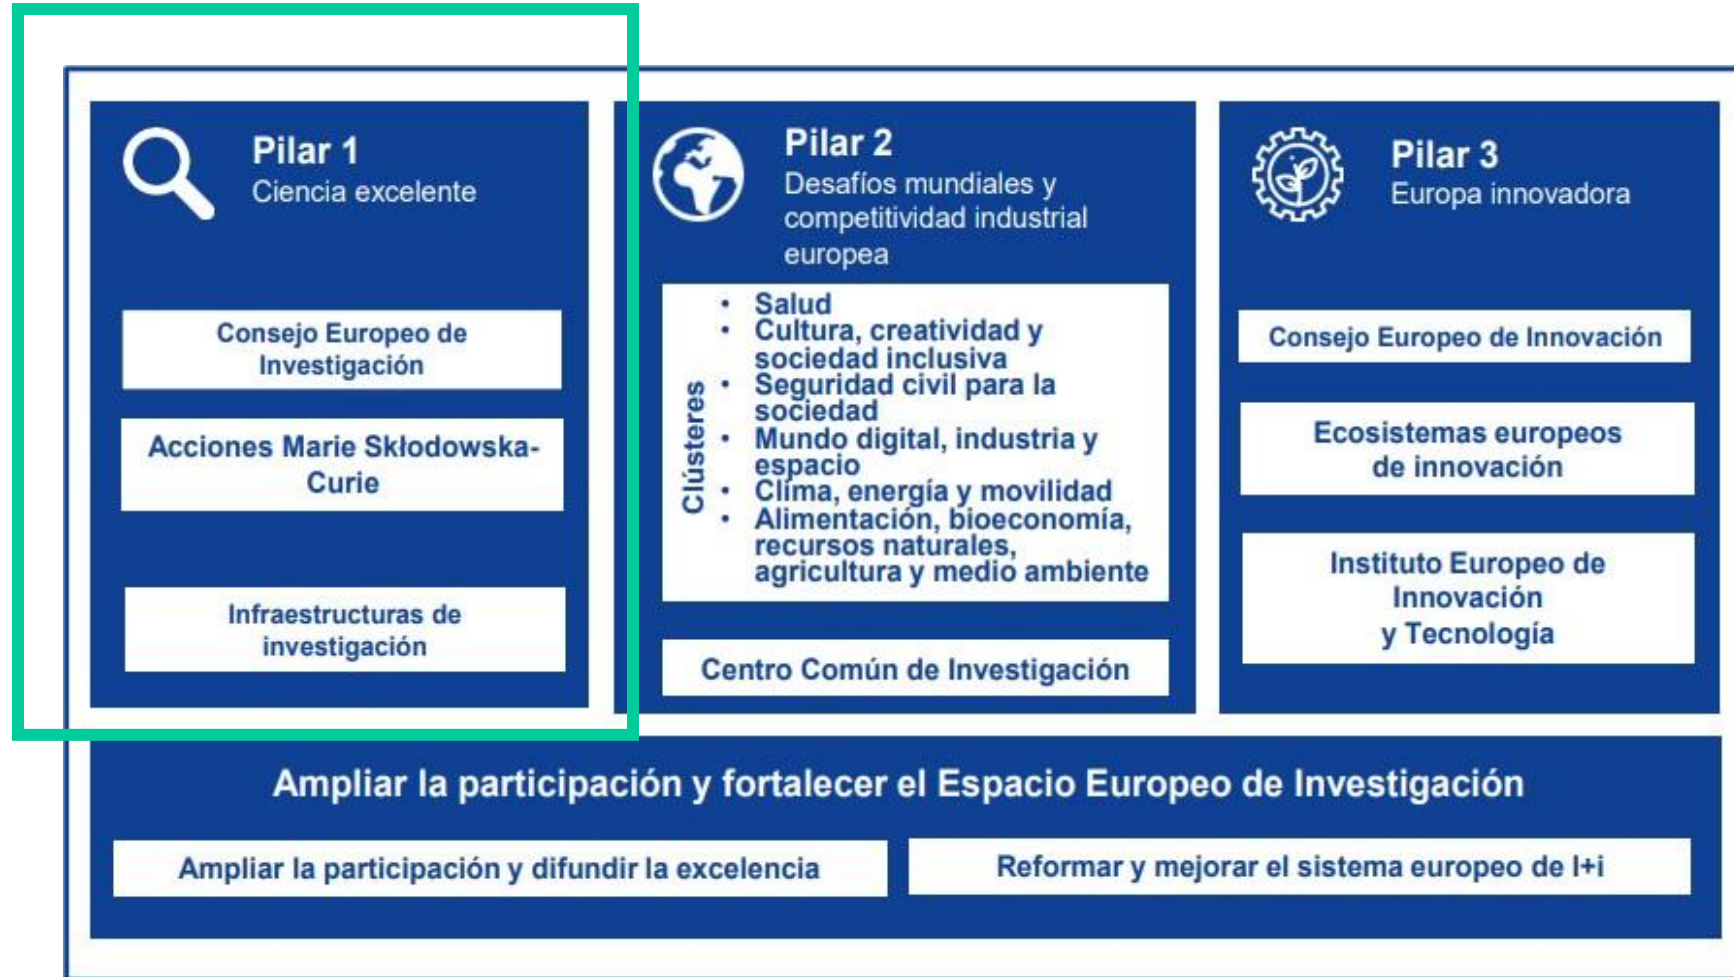 Pilar 1
Ciencia excelente
Consejo Europeo de
Investigación
Acciones Marie Skłodowska-
Curie
Infraestructuras de
investigación
Pilar 2
Desafíos mundiales y
competitividad industrial
europea
Clústeres
• Salud
• Cultura, creatividad y
sociedad inclusiva
• Seguridad civil para la
sociedad
• Mundo digital, industria y
espacio
• Clima, energía y movilidad
• Alimentación, bioeconomía,
recursos naturales,
agricultura y medio ambiente
Centro Común de Investigación
Pilar 3
Europa innovadora
Consejo Europeo de Innovación
Ecosistemas europeos
de innovación
Instituto Europeo de
Innovación
y Tecnología
Ampliar la participación y fortalecer el Espacio Europeo de Investigación
Ampliar la participación y difundir la excelencia
Reformar y mejorar el sistema europeo de I+i